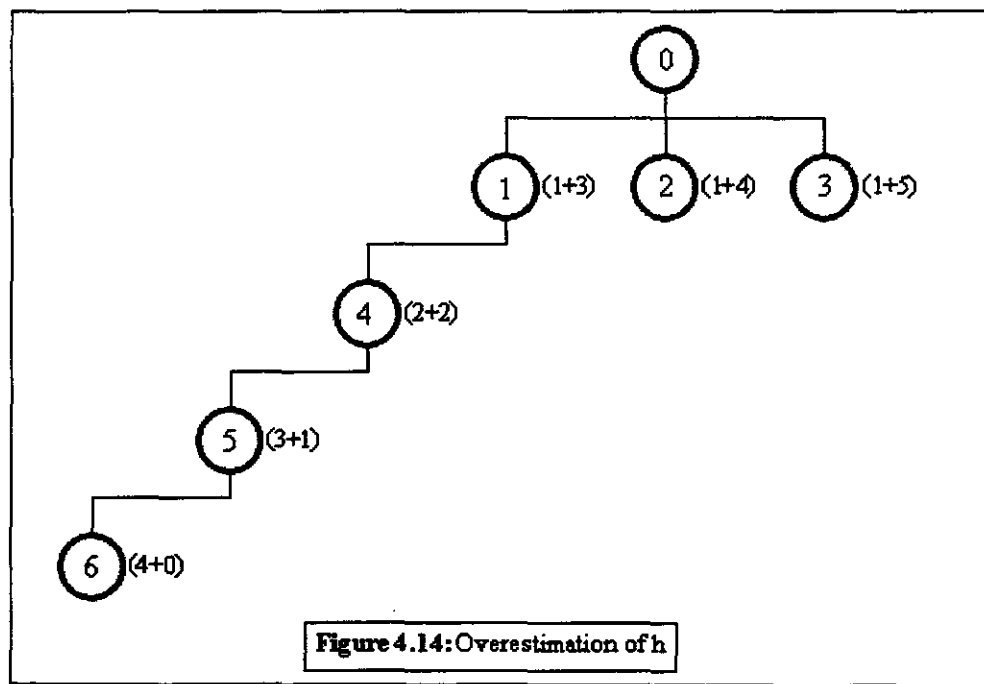 0
1 (1+3) 2 (1+4) 3 (1+5)
4 (2+2)
5 (3+1)
6 (4+0)
Figure 4.14: Overestimation of h